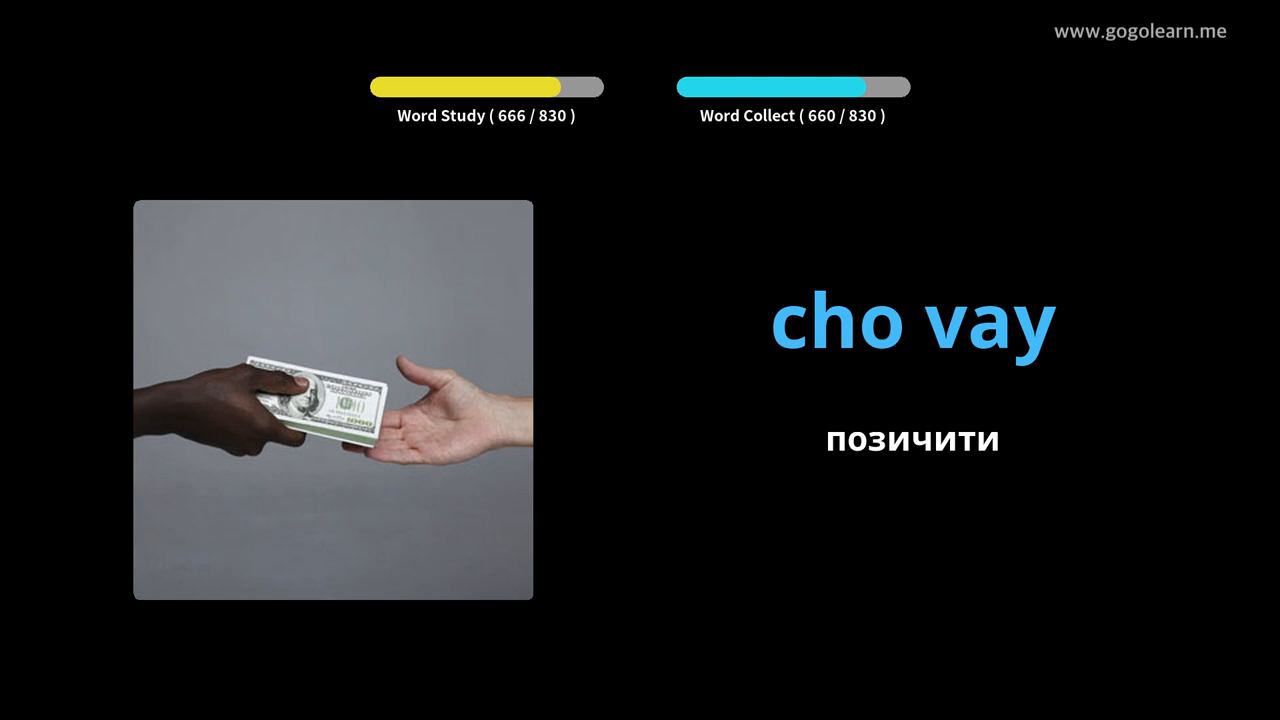 www.gogolearn.me
Word Study ( 666 / 830 )
Word Collect ( 660 / 830 )
cho vay
позичити